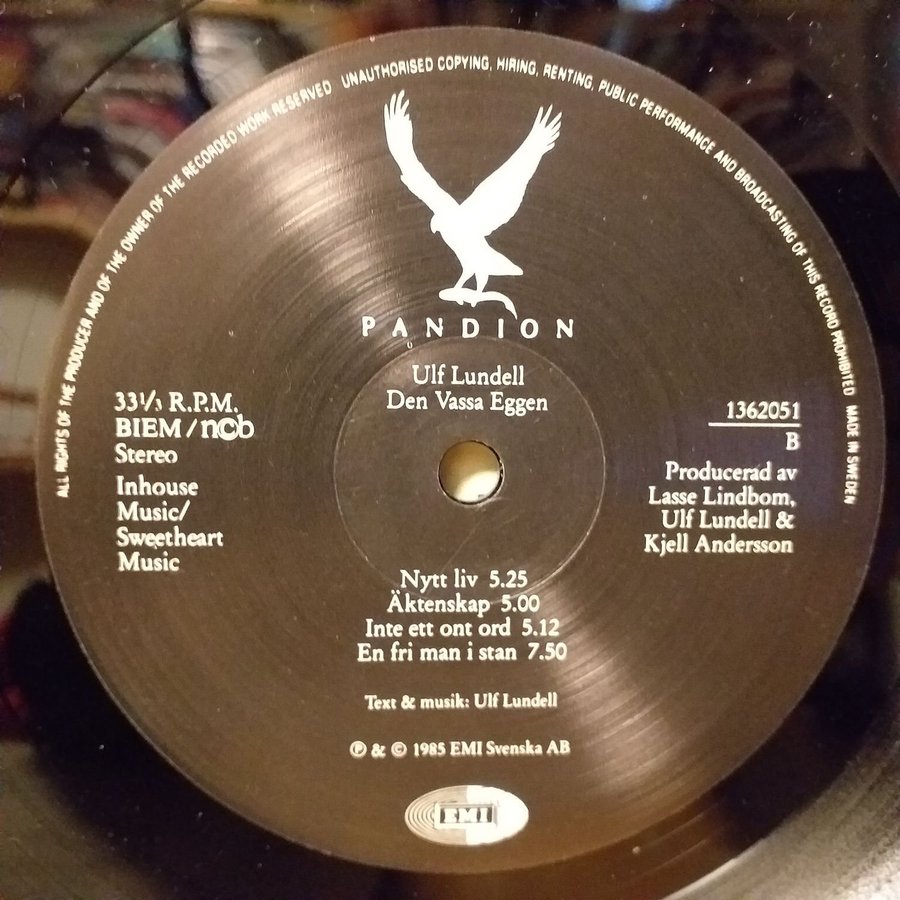 ALL RIGHTS OF THE PRODUCER AND OF THE OWNER OF THE RECORDED WORK RESERVED UNAUTHORISED COPYING, HIRING, RENTING, PUBLIC PERFORMANCE AND BROADCASTING OF THIS RECORD PROHIBITED MADE IN SWEDEN
PANDION
Ulf Lundell
Den Vassa Eggen
33⅓ R.P.M.
BIEM / n©b
Stereo
Inhouse
Music/
Sweetheart
Music
1362051
B
Producerad av
Lasse Lindbom,
Ulf Lundell &
Kjell Andersson
Nytt liv 5.25
Äktenskap 5.00
Inte ett ont ord 5.12
En fri man i stan 7.50
Text & musik: Ulf Lundell
℗ & © 1985 EMI Svenska AB
EMI